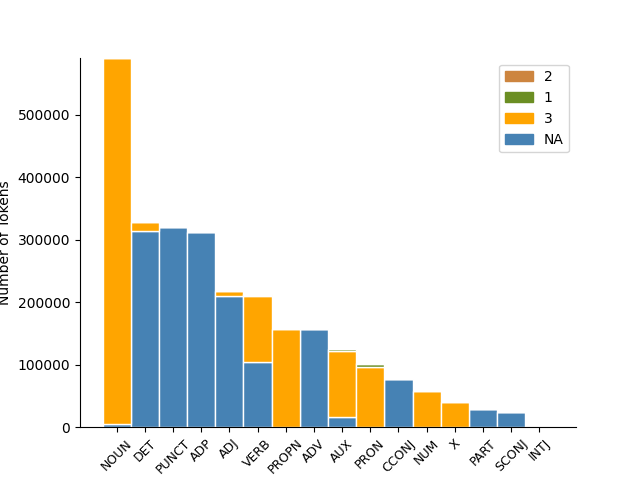 2
1
3
NA
500000
400000
300000
200000
100000
0
Number of Tokens
NOUN
DET
PUNCT
ADP
ADJ
VERB
PROPN
ADV
AUX
PRON
CCONJ
NUM
X
PART
SCONJ
INTJ